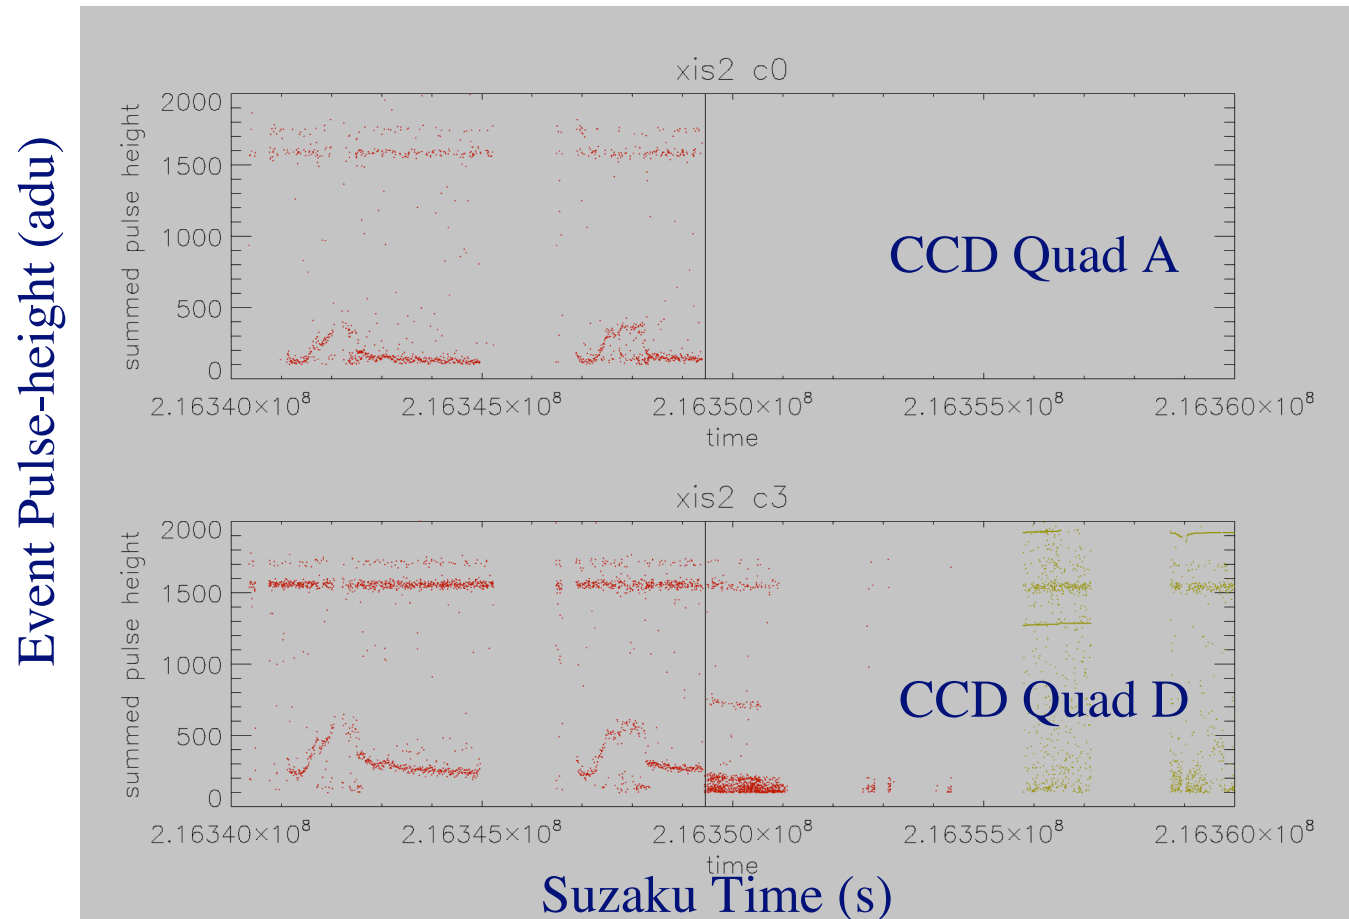 Event Pulse-height (adu)
xis2 c0
summed pulse height
2000
1500
1000
500
0
CCD Quad A
2.16340×10⁸ 2.16345×10⁸ 2.16350×10⁸ 2.16355×10⁸ 2.16360×10⁸
time
xis2 c3
summed pulse height
2000
1500
1000
500
0
CCD Quad D
2.16340×10⁸ 2.16345×10⁸ 2.16350×10⁸ 2.16355×10⁸ 2.16360×10⁸
time
Suzaku Time (s)